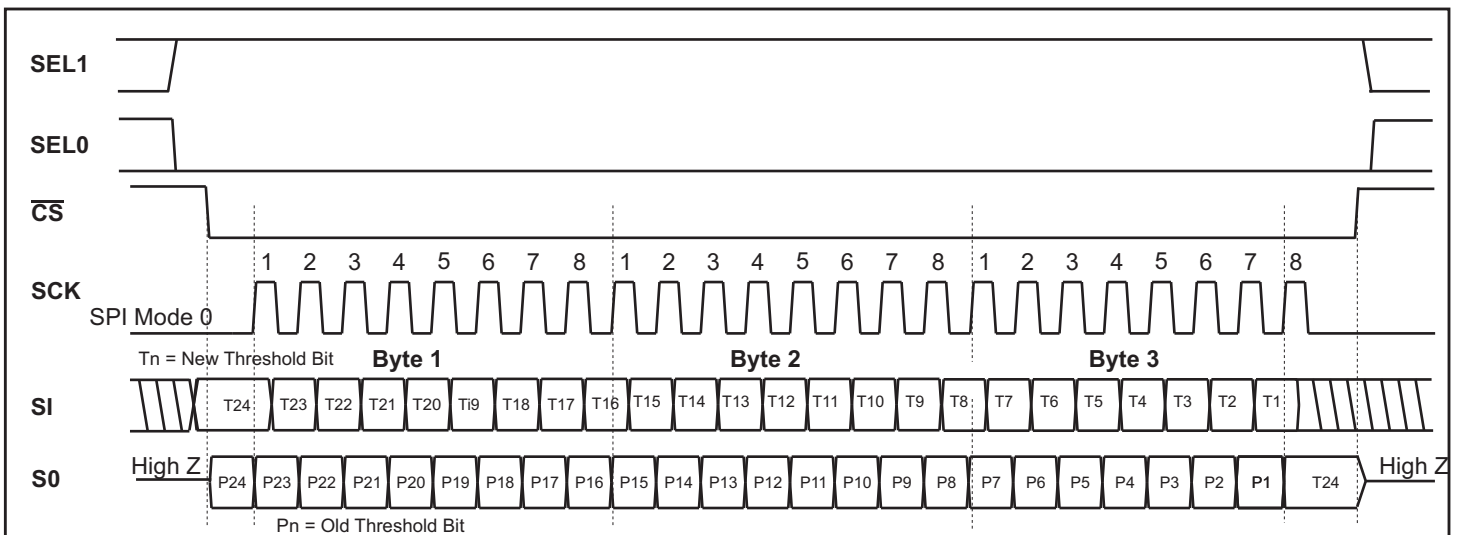 SEL1
SEL0
CS
1 2 3 4 5 6 7 8 1 2 3 4 5 6 7 8 1 2 3 4 5 6 7 8
SCK
SPI Mode 0
Tn = New Threshold Bit Byte 1 Byte 2 Byte 3
SI T24 T23 T22 T21 T20 Ti9 T18 T17 T16 T15 T14 T13 T12 T11 T10 T9 T8 T7 T6 T5 T4 T3 T2 T1
S0 High Z P24 P23 P22 P21 P20 P19 P18 P17 P16 P15 P14 P13 P12 P11 P10 P9 P8 P7 P6 P5 P4 P3 P2 P1 T24 High Z
Pn = Old Threshold Bit